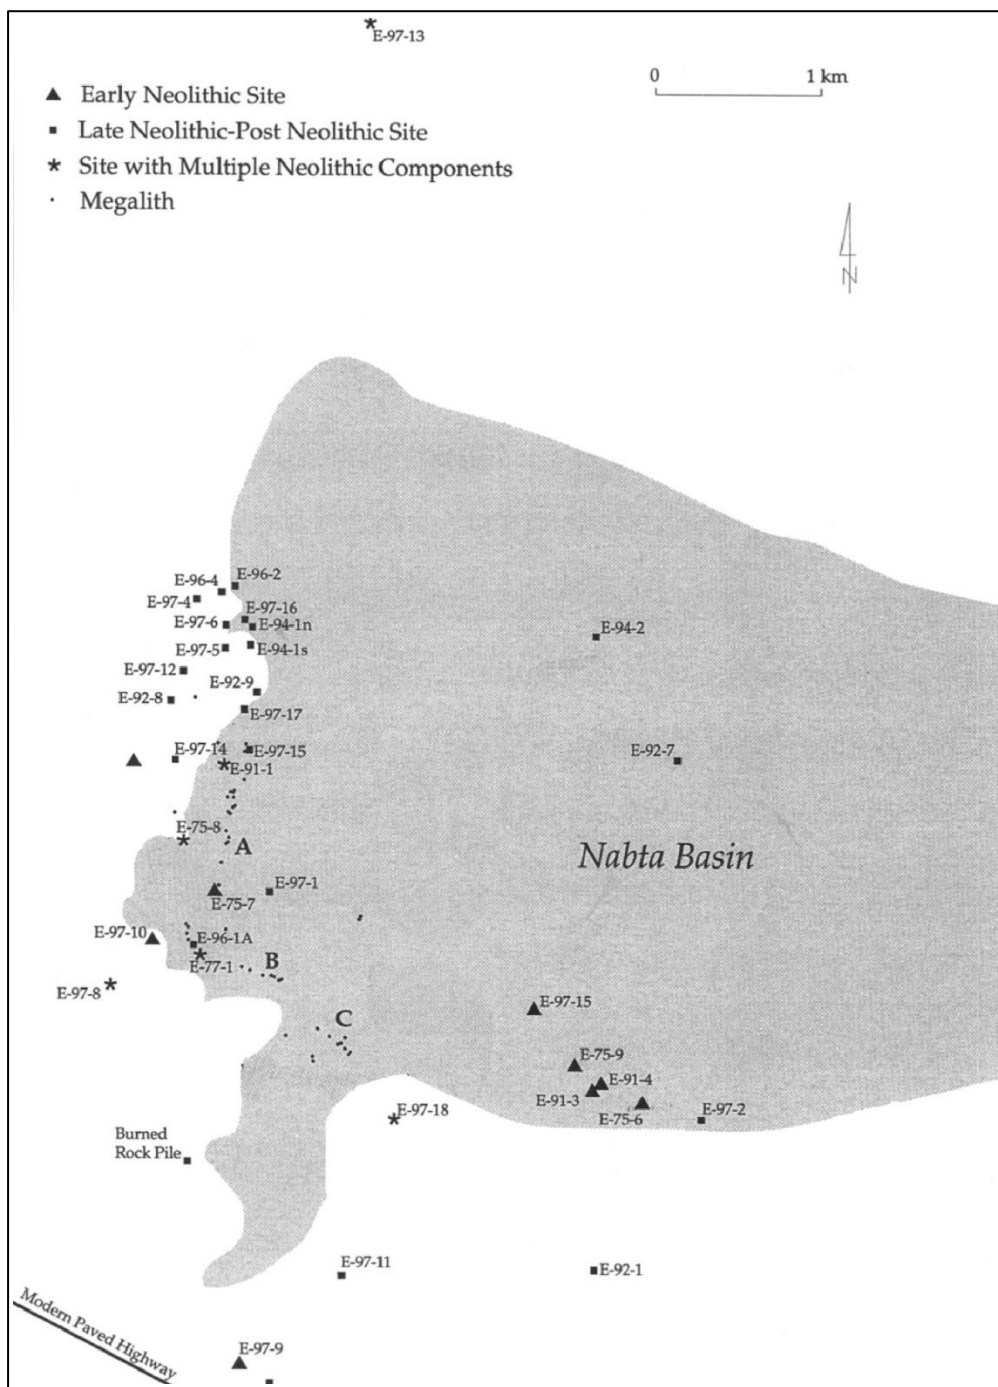 E-97-13
0 1 km
Early Neolithic Site
Late Neolithic-Post Neolithic Site
Site with Multiple Neolithic Components
Megalith
N
E-96-4
E-96-2
E-97-4
E-97-16
E-97-6
E-94-1n
E-94-2
E-97-5
E-94-1s
E-97-12
E-92-9
E-92-8
E-97-17
E-97-14
E-97-15
E-92-7
E-91-1
E-75-8
A
Nabta Basin
E-97-1
E-75-7
E-97-10
E-96-1A
B
E-77-1
E-97-8
E-97-15
C
E-75-9
E-91-4
E-91-3
E-97-18
E-75-6
E-97-2
Burned
Rock Pile
E-97-11
E-92-1
Modern Paved Highway
E-97-9